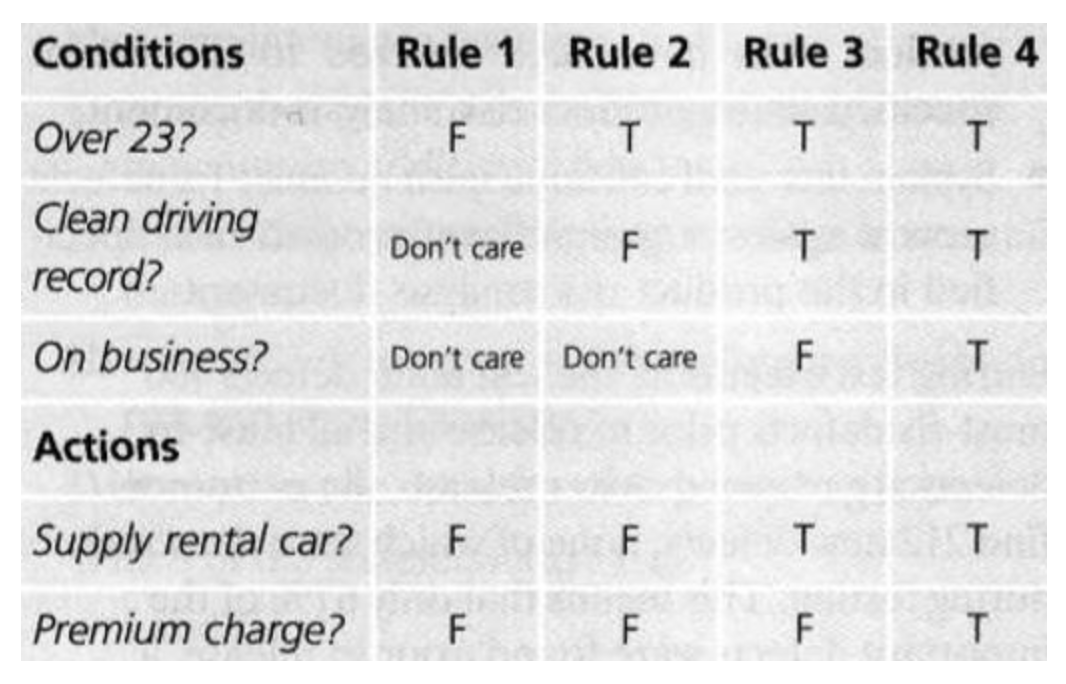 Conditions Rule 1 Rule 2 Rule 3 Rule 4
Over 23? F T T T
Clean driving
record? Don't care F T T
On business? Don't care Don't care F T
Actions
Supply rental car? F F T T
Premium charge? F F F T